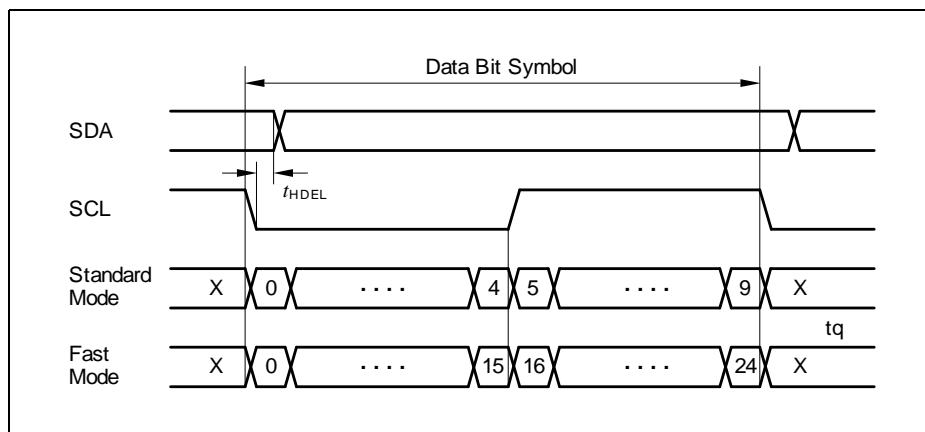 Data Bit Symbol
SDA
tHDEL
SCL
Standard
Mode
X 0 .... 4 5 .... 9 X
tq
Fast
Mode
X 0 .... 15 16 .... 24 X